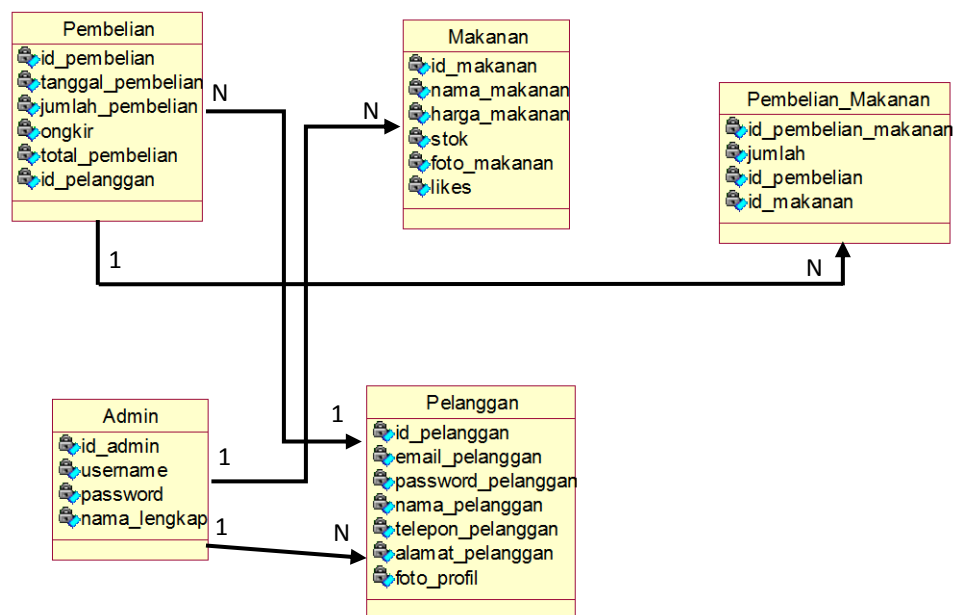 Pembelian
id_pembelian
tanggal_pembelian
jumlah_pembelian
ongkir
total_pembelian
id_pelanggan
N
1
Makanan
id_makanan
nama_makanan
harga_makanan
stok
foto_makanan
likes
N
Pembelian_Makanan
id_pembelian_makanan
jumlah
id_pembelian
id_makanan
N
Admin
id_admin
username
password
nama_lengkap
1
1
Pelanggan
id_pelanggan
email_pelanggan
password_pelanggan
nama_pelanggan
telepon_pelanggan
alamat_pelanggan
foto_profil
1
N